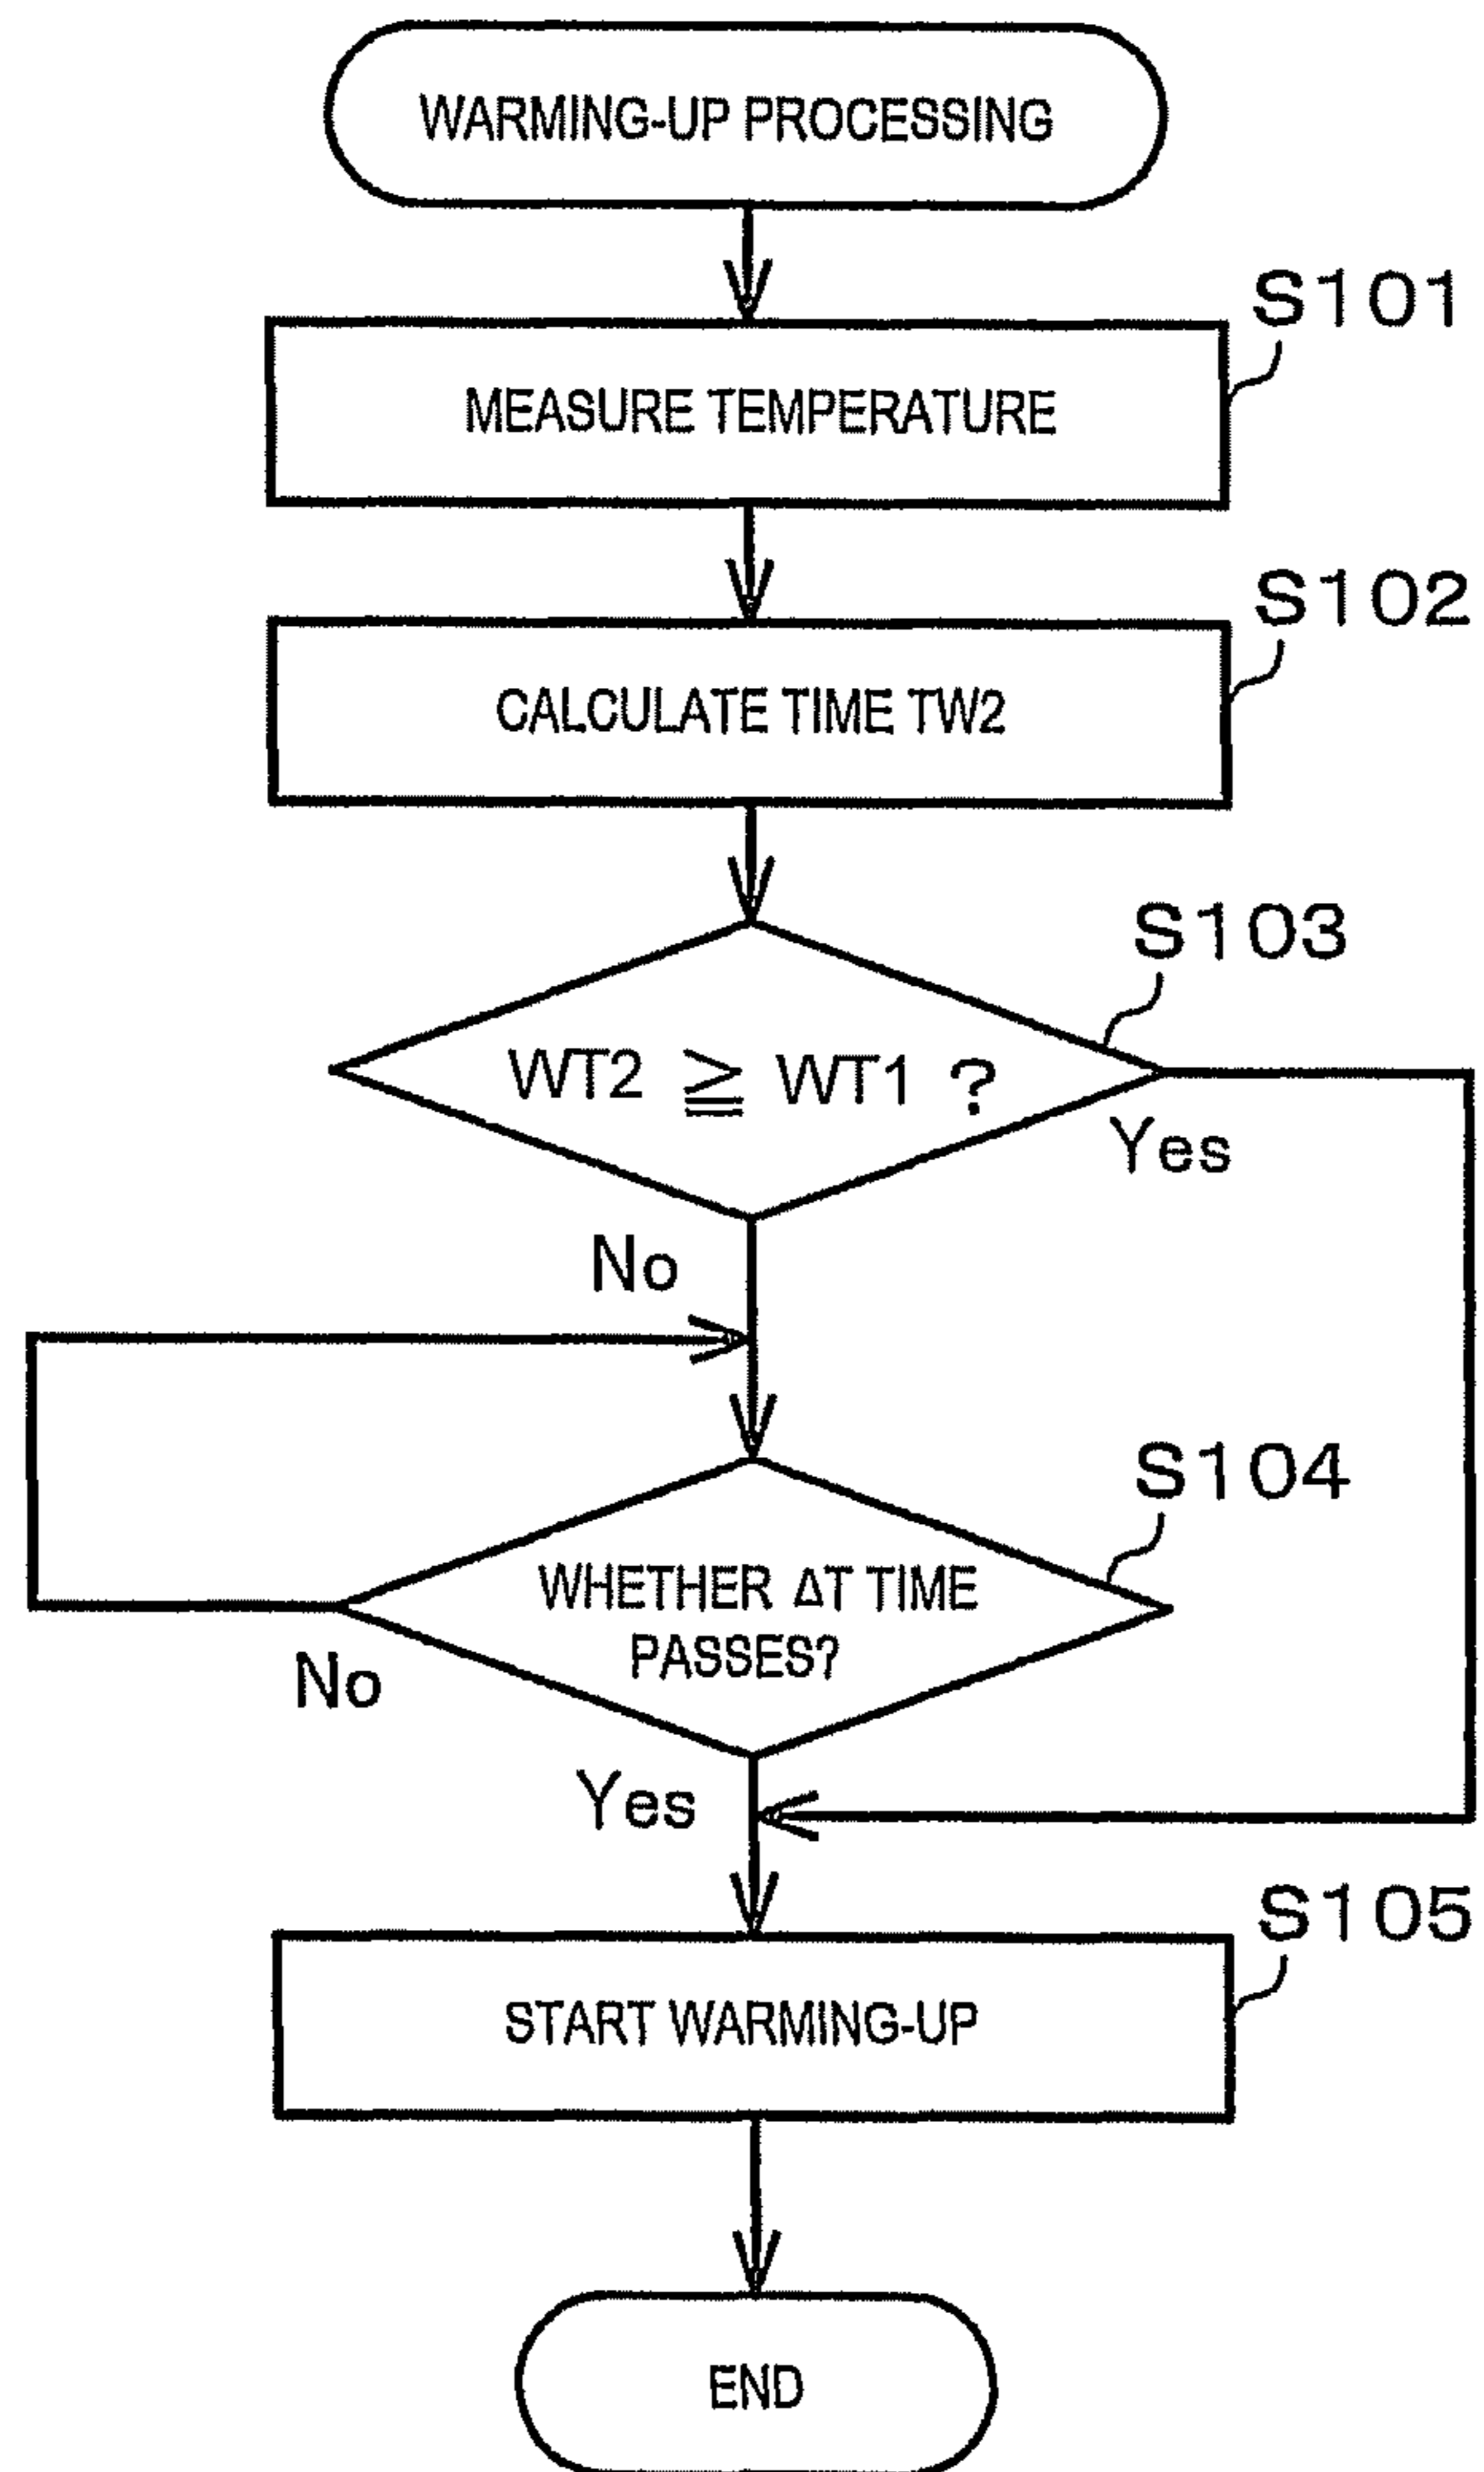 WARMING-UP PROCESSING
S101
MEASURE TEMPERATURE
S102
CALCULATE TIME TW2
S103
WT2 ≧ WT1 ?
Yes
No
S104
WHETHER ΔT TIME
PASSES?
No
Yes
S105
START WARMING-UP
END